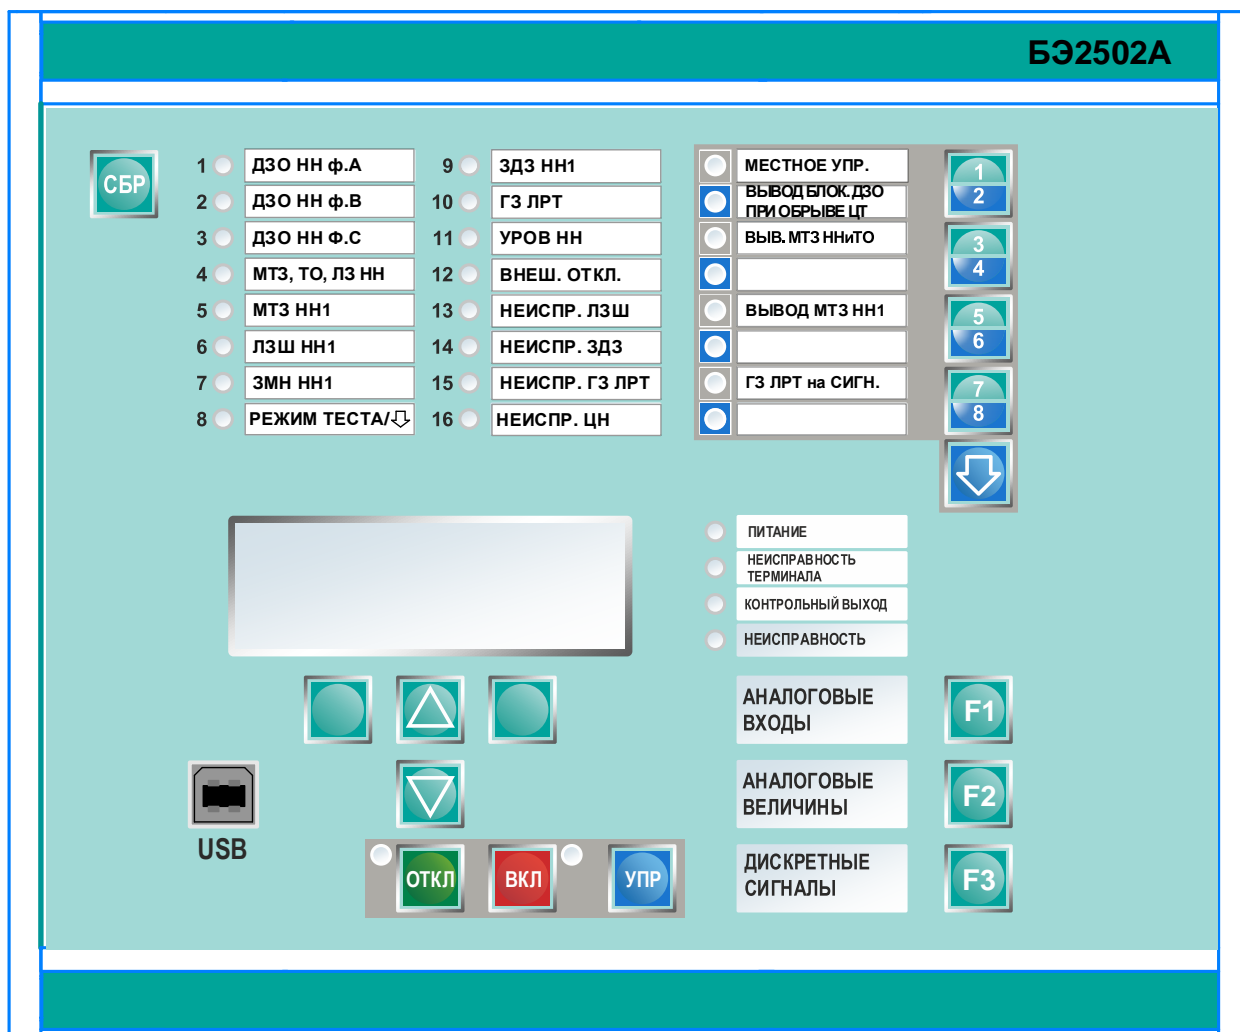 БЭ2502А
СБР
1 ДЗО НН ф.А
2 ДЗО НН ф.В
3 ДЗО НН Ф.С
4 МТЗ, ТО, ЛЗ НН
5 МТЗ НН1
6 ЛЗШ НН1
7 ЗМН НН1
8 РЕЖИМ ТЕСТА/
9 ЗДЗ НН1
10 ГЗ ЛРТ
11 УРОВ НН
12 ВНЕШ. ОТКЛ.
13 НЕИСПР. ЛЗШ
14 НЕИСПР. ЗДЗ
15 НЕИСПР. ГЗ ЛРТ
16 НЕИСПР. ЦН
МЕСТНОЕ УПР.
ВЫВОД БЛОК. ДЗО
ПРИ ОБРЫВЕ ЦТ
ВЫВ. МТЗ ННиТО
ВЫВОД МТЗ НН1
ГЗ ЛРТ на СИГН.
1
2
3
4
5
6
7
8
ПИТАНИЕ
НЕИСПРАВНОСТЬ
ТЕРМИНАЛА
КОНТРОЛЬНЫЙ ВЫХОД
НЕИСПРАВНОСТЬ
АНАЛОГОВЫЕ
ВХОДЫ
F1
АНАЛОГОВЫЕ
ВЕЛИЧИНЫ
F2
ДИСКРЕТНЫЕ
СИГНАЛЫ
F3
USB
ОТКЛ
ВКЛ
УПР